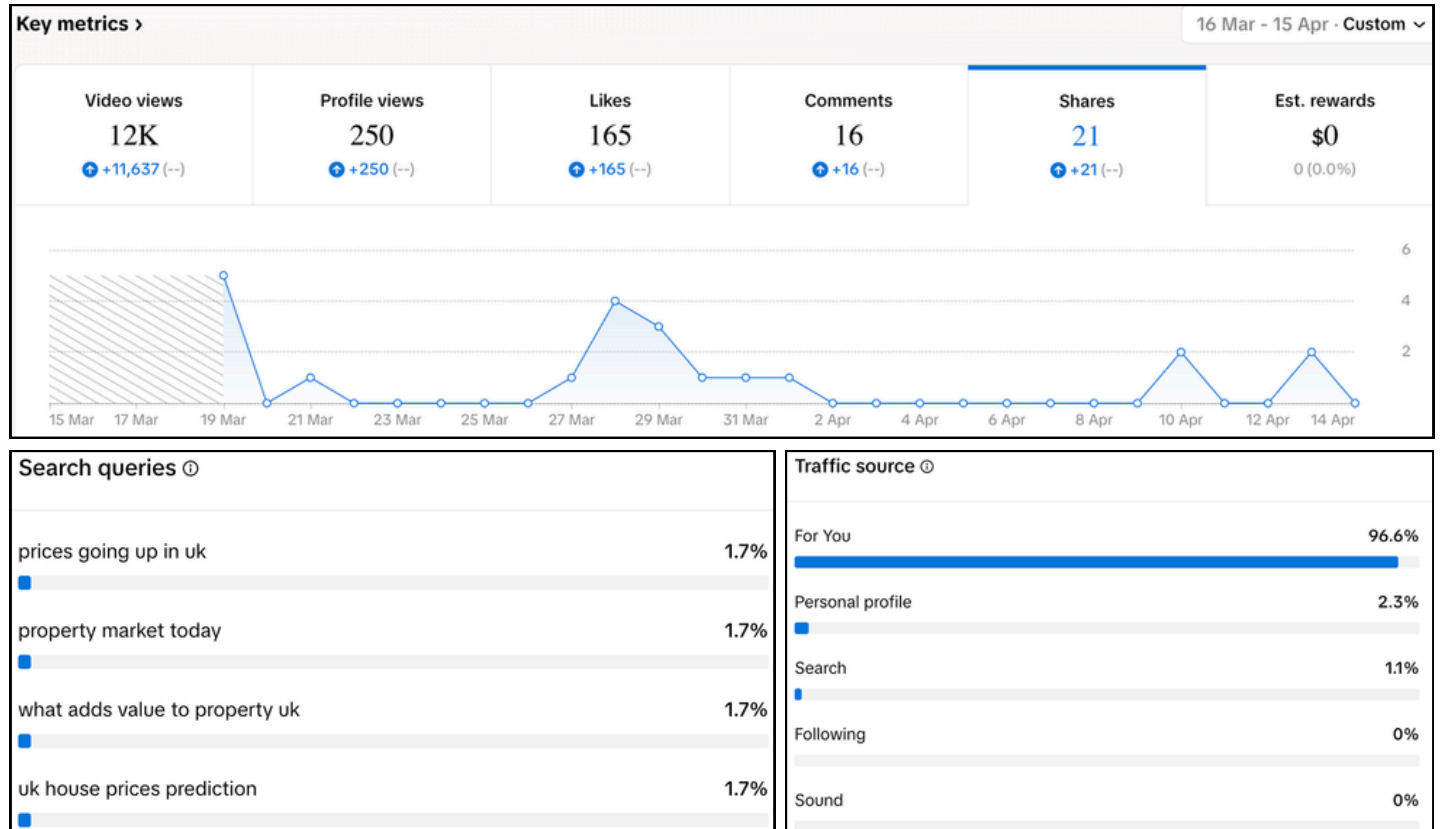 Key metrics ›
16 Mar - 15 Apr · Custom
Video views
12K
+11,637 (--)
Profile views
250
+250 (--)
Likes
165
+165 (--)
Comments
16
+16 (--)
Shares
21
+21 (--)
Est. rewards
$0
0 (0.0%)
6
4
2
15 Mar 17 Mar 19 Mar 21 Mar 23 Mar 25 Mar 27 Mar 29 Mar 31 Mar 2 Apr 4 Apr 6 Apr 8 Apr 10 Apr 12 Apr 14 Apr
Search queries
prices going up in uk 1.7%
property market today 1.7%
what adds value to property uk 1.7%
uk house prices prediction 1.7%
Traffic source
For You 96.6%
Personal profile 2.3%
Search 1.1%
Following 0%
Sound 0%